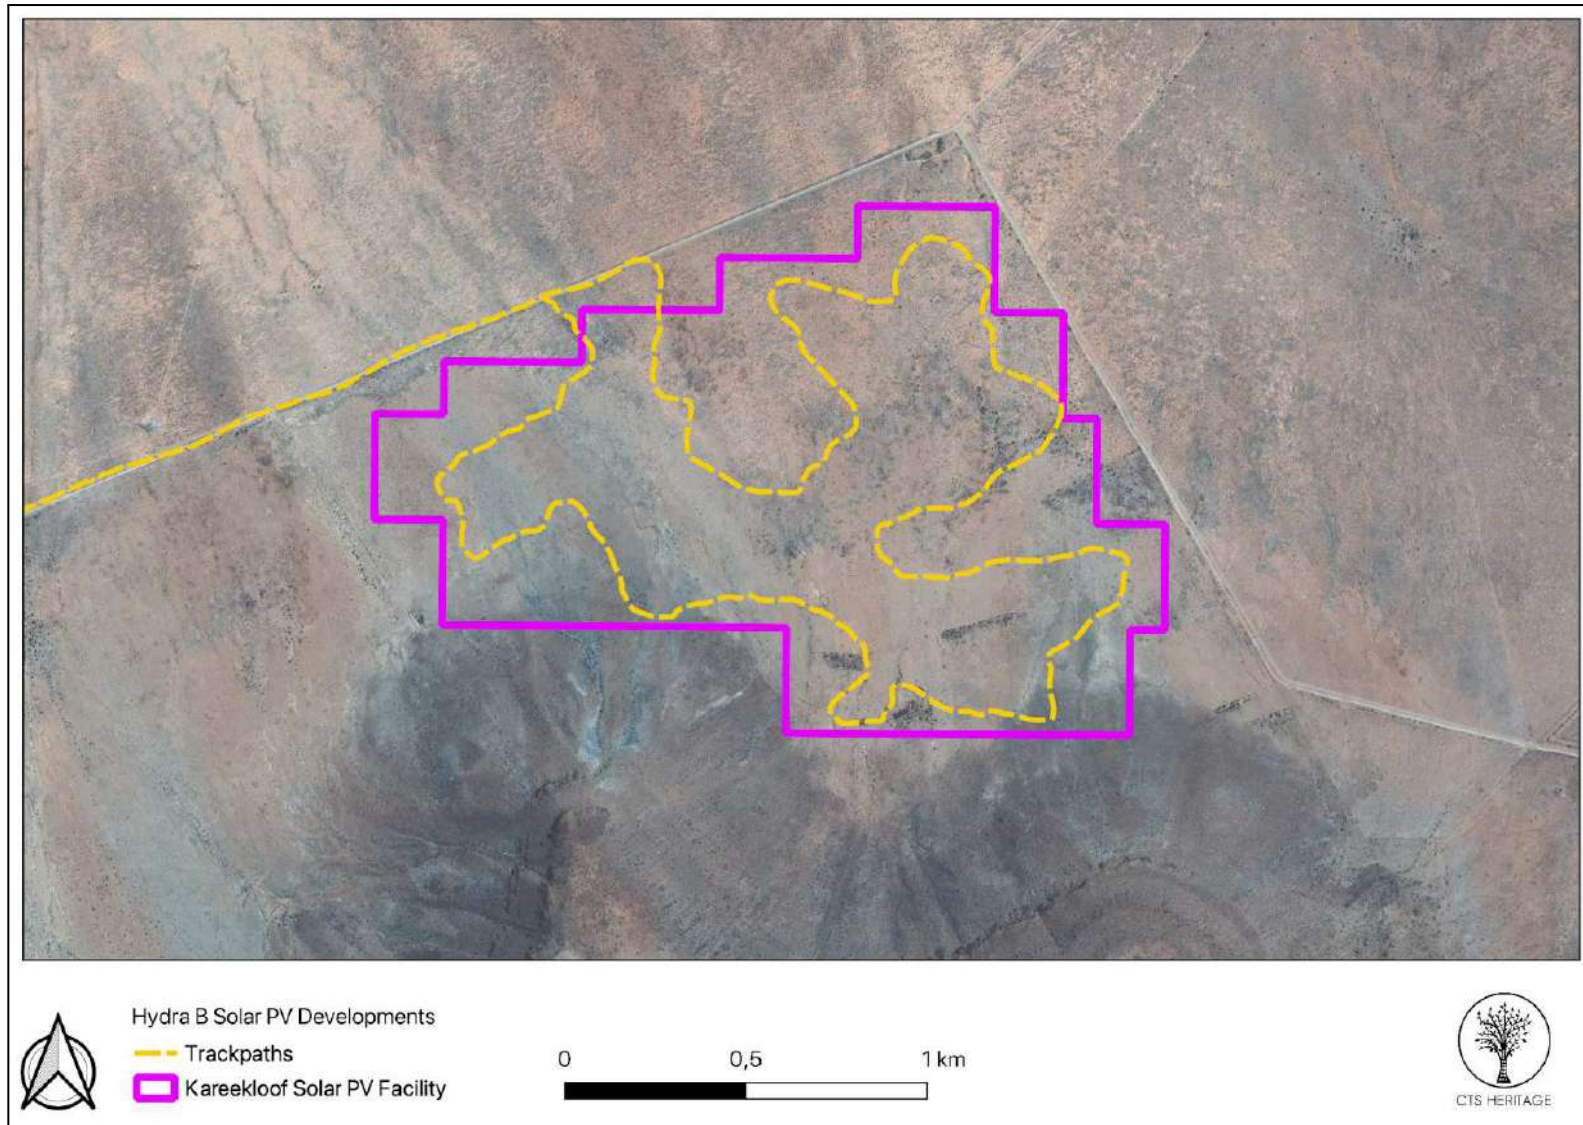 Hydra B Solar PV Developments
Trackpaths
Kareekloof Solar PV Facility
0 0,5 1 km
CTS HERITAGE